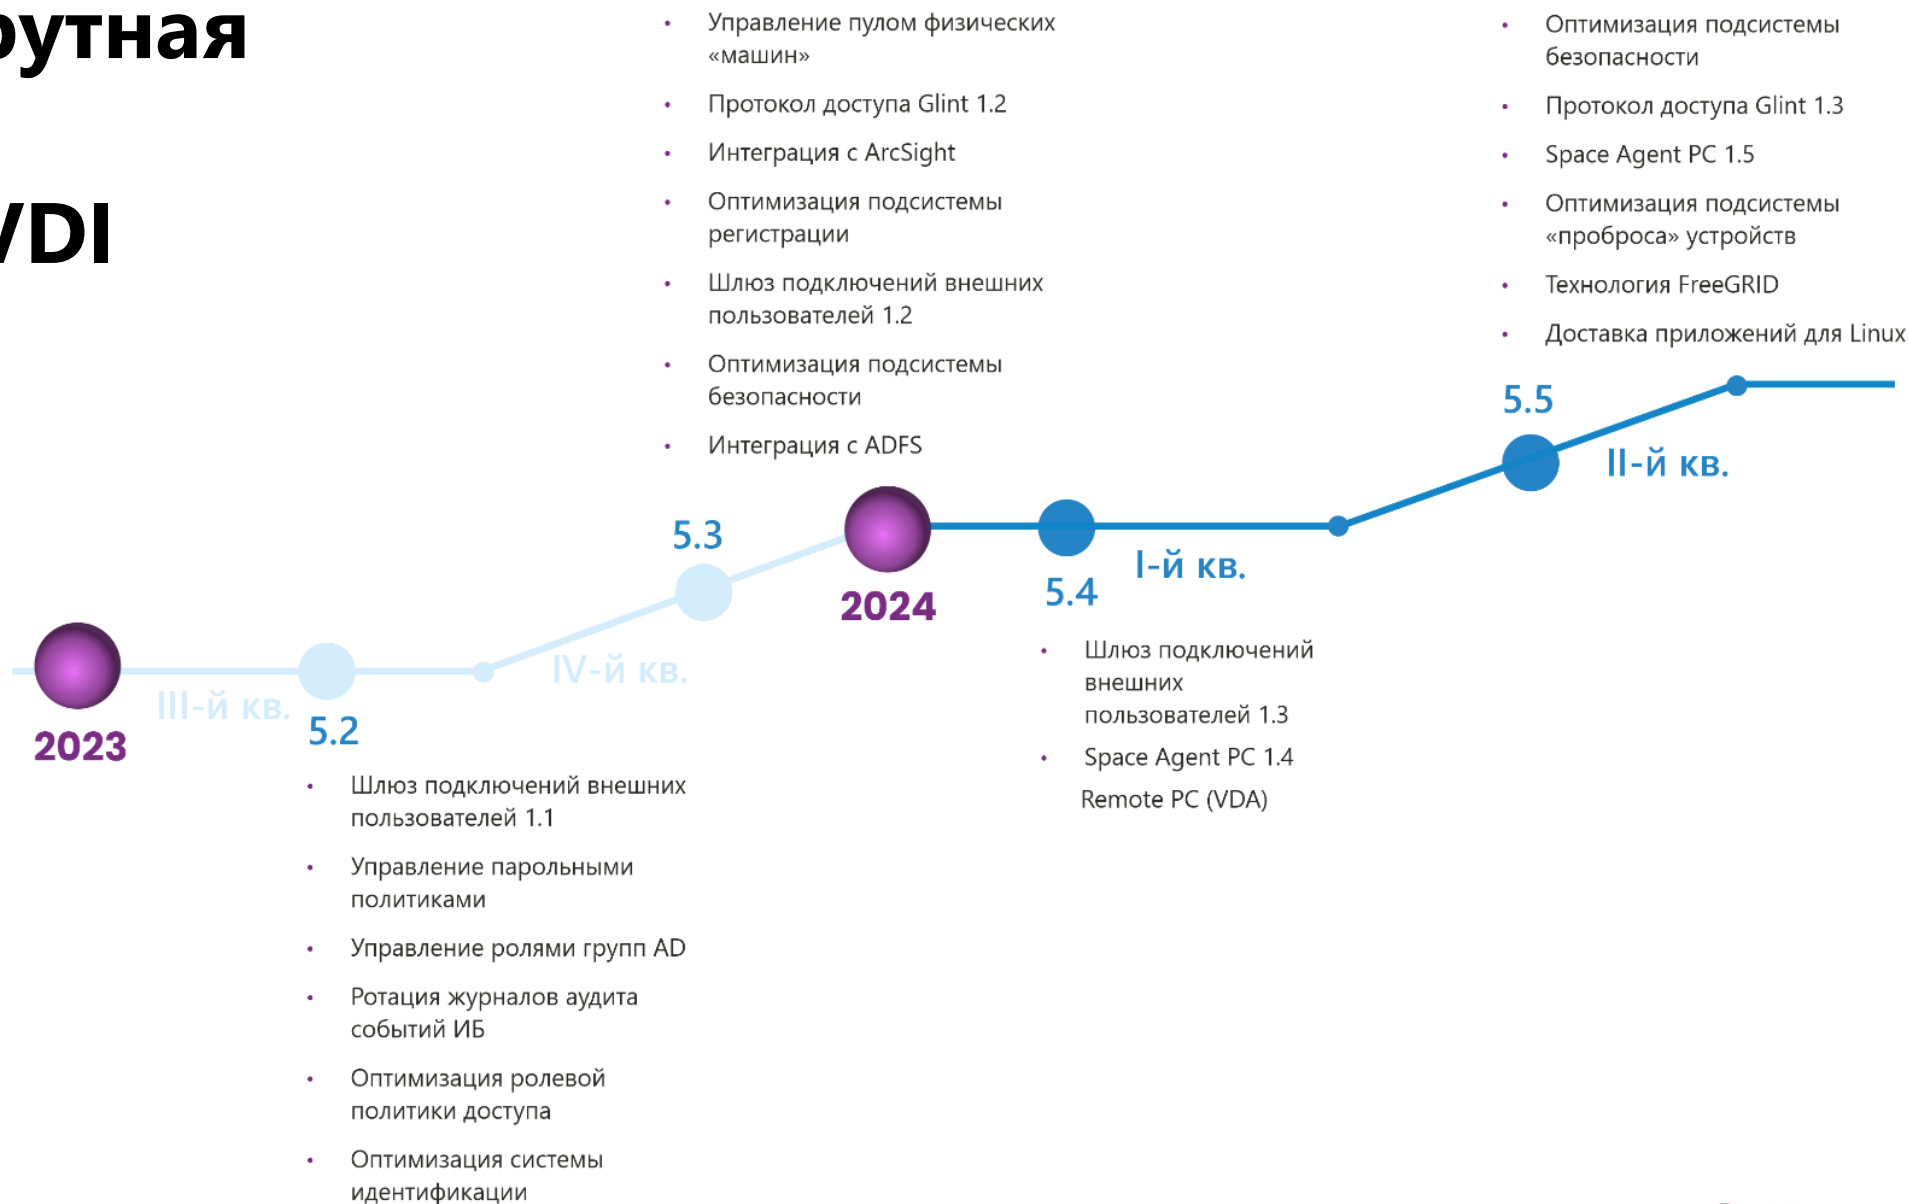 рутная
VDI
• Управление пулом физических
«машин»
• Протокол доступа Glint 1.2
• Интеграция с ArcSight
• Оптимизация подсистемы
регистрации
• Шлюз подключений внешних
пользователей 1.2
• Оптимизация подсистемы
безопасности
• Интеграция с ADFS
• Оптимизация подсистемы
безопасности
• Протокол доступа Glint 1.3
• Space Agent PC 1.5
• Оптимизация подсистемы
«проброса» устройств
• Технология FreeGRID
• Доставка приложений для Linux
5.5
II-й кв.
5.3
2024
5.4
I-й кв.
IV-й кв.
III-й кв.
2023
5.2
• Шлюз подключений
внешних
пользователей 1.3
• Space Agent PC 1.4
Remote PC (VDA)
• Шлюз подключений внешних
пользователей 1.1
• Управление парольными
политиками
• Управление ролями групп AD
• Ротация журналов аудита
событий ИБ
• Оптимизация ролевой
политики доступа
• Оптимизация системы
идентификации